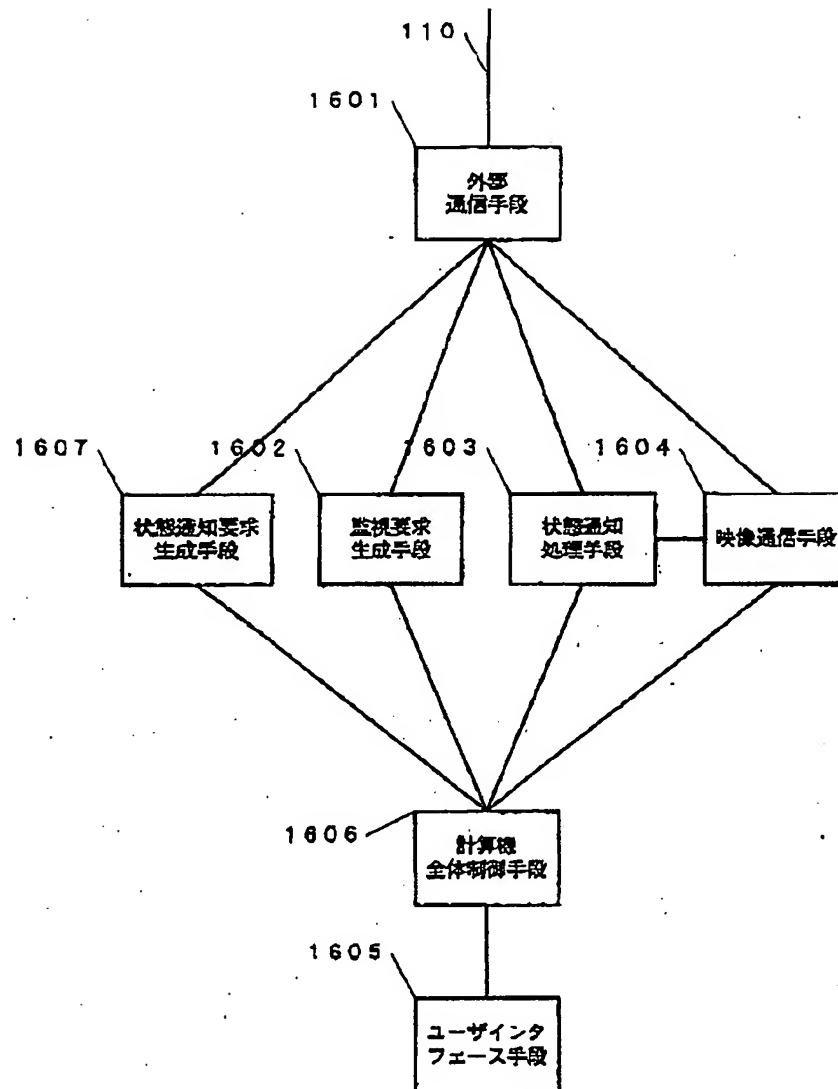 110
1601
外部
通信手段
1607
1602
1603
1604
状態通知要求
生成手段
監視要求
生成手段
状態通知
処理手段
映像通信手段
1606
計算機
全体制御手段
1605
ユーザインタ
フェース手段